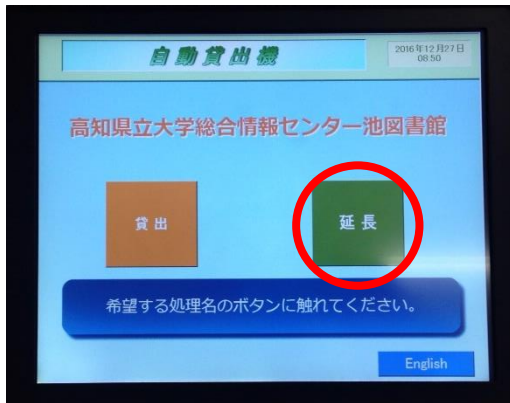 自動貸出機
2016年12月27日
08:50
高知県立大学総合情報センター池図書館
貸出
延長
希望する処理名のボタンに触れてください。
English